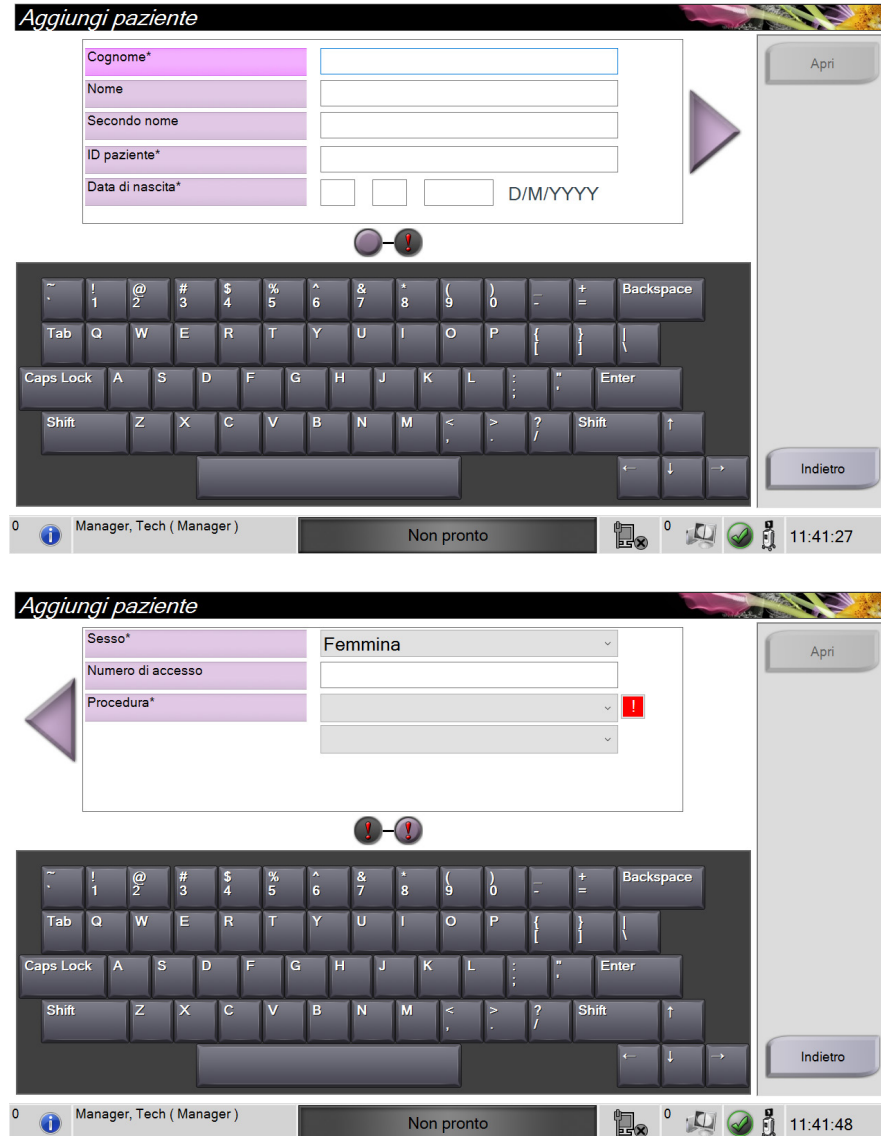 Aggiungi paziente
Cognome*
Apri
Nome
Secondo nome
ID paziente*
Data di nascita*
D/M/YYYY
~ ! @ # $ % ^ & * ( ) _ + Backspace
` 1 2 3 4 5 6 7 8 9 0 - =
Tab Q W E R T Y U I O P { } |
[ ] \
Caps Lock A S D F G H J K L : " Enter
; '
Shift Z X C V B N M < > ? Shift ↑
, . /
← ↓ →
Indietro
0 Manager, Tech ( Manager ) Non pronto 0 11:41:27
Aggiungi paziente
Sesso* Femmina
Apri
Numero di accesso
Procedura* !
~ ! @ # $ % ^ & * ( ) _ + Backspace
` 1 2 3 4 5 6 7 8 9 0 - =
Tab Q W E R T Y U I O P { } |
[ ] \
Caps Lock A S D F G H J K L : " Enter
; '
Shift Z X C V B N M < > ? Shift ↑
, . /
← ↓ →
Indietro
0 Manager, Tech ( Manager ) Non pronto 0 11:41:48